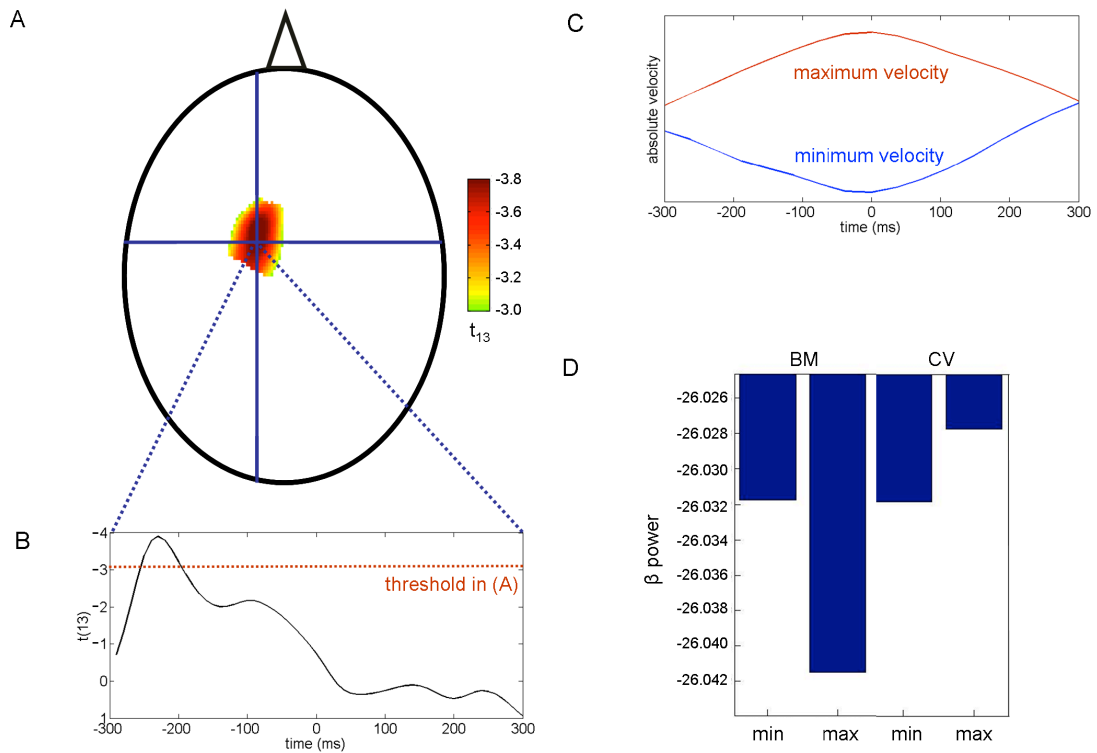 A
-3.8
-3.6
-3.4
-3.2
-3.0
t13
B
−4
−3
−2
−1
0
1
t(13)
threshold in (A)
-300
-200
-100
0
100
200
300
time (ms)
C
absolute velocity
maximum velocity
minimum velocity
-300
-200
-100
0
100
200
300
time (ms)
D
BM
CV
-26.026
-26.028
-26.030
-26.032
-26.034
-26.036
-26.038
-26.040
-26.042
β power
min
max
min
max